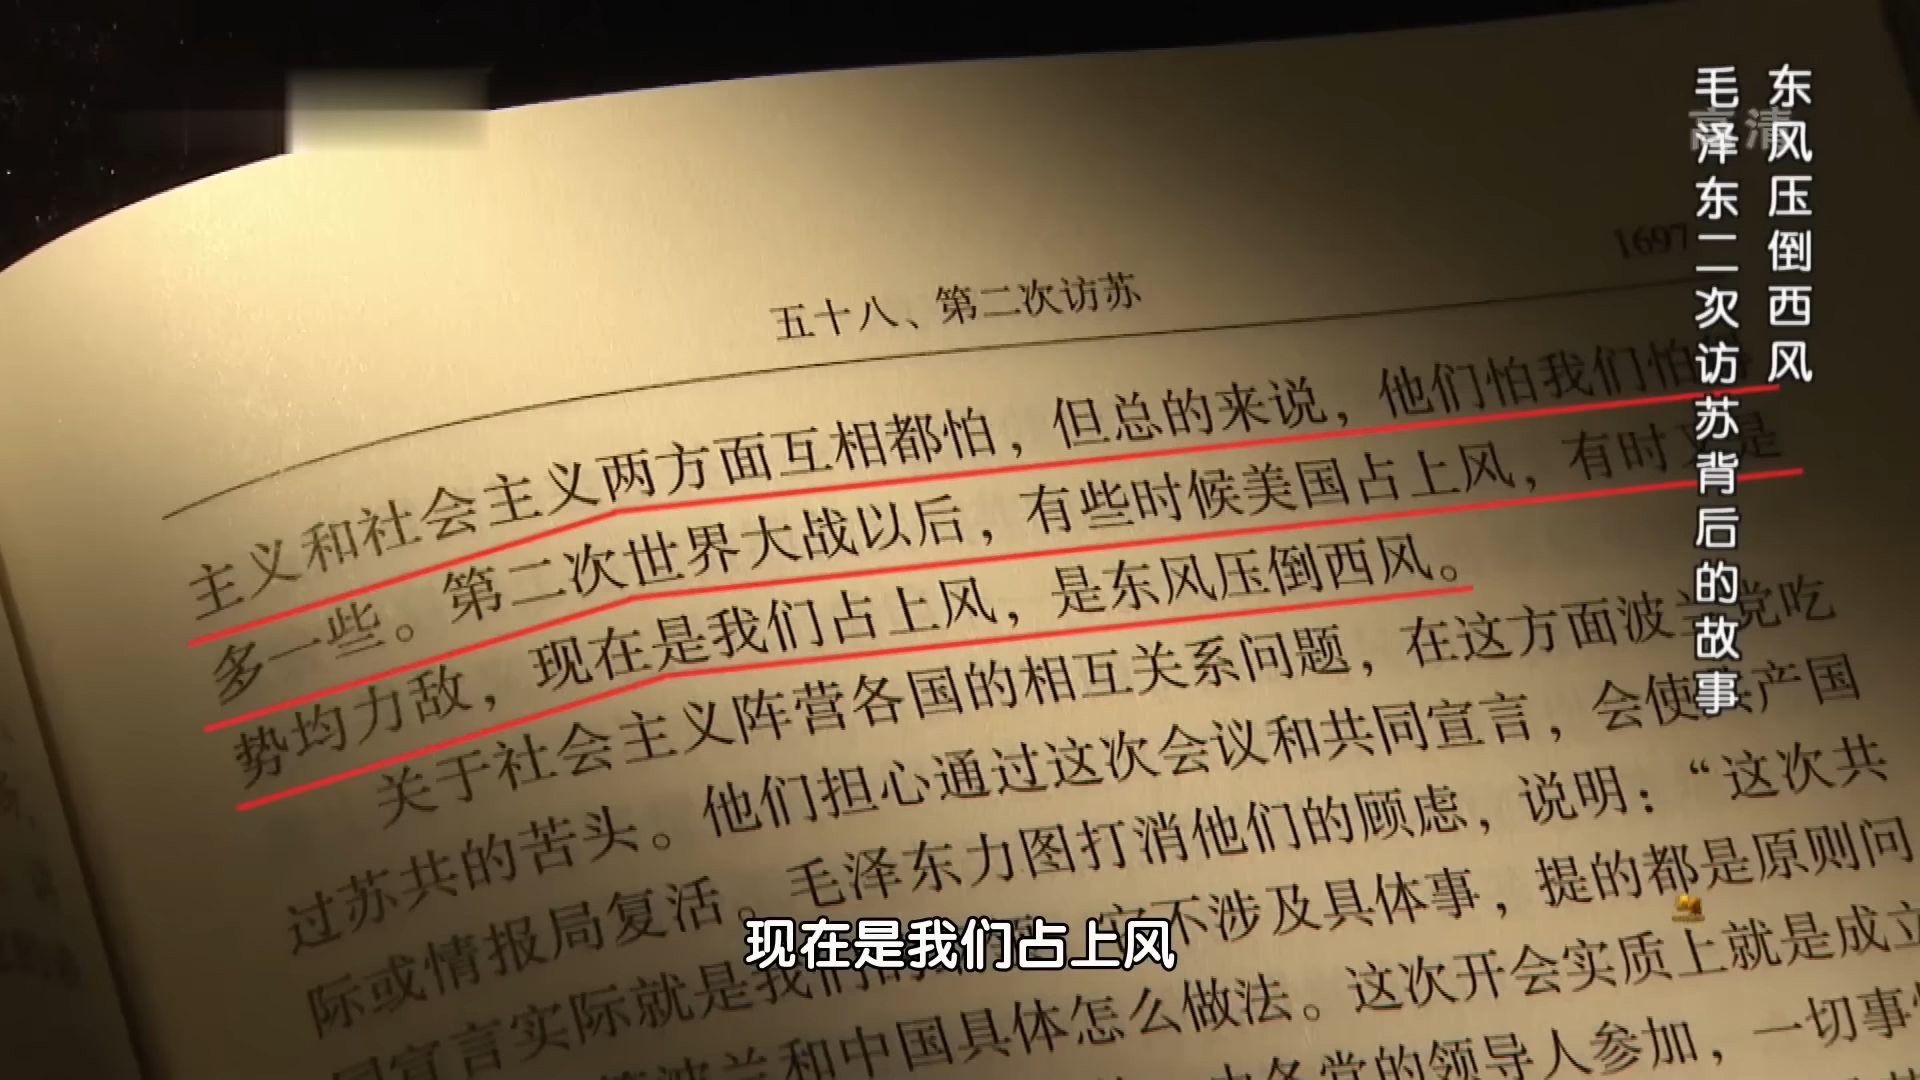 东风压倒西风
毛泽东二次访苏背后的故事
高清
1697
五十八、第二次访苏
主义和社会主义两方面互相都怕，但总的来说，他们怕我们怕
多一些。第二次世界大战以后，有些时候美国占上风，有时又是
势均力敌，现在是我们占上风，是东风压倒西风。
关于社会主义阵营各国的相互关系问题，在这方面波兰党吃
过苏共的苦头。他们担心通过这次会议和共同宣言，会使共产国
际或情报局复活。毛泽东力图打消他们的顾虑，说明：“这次共
同宣言实际就是我们的 不涉及具体事，提的都是原则问
波兰和中国具体怎么做法。这次开会实质上就是成立
各党的领导人参加，一切事
现在是我们占上风